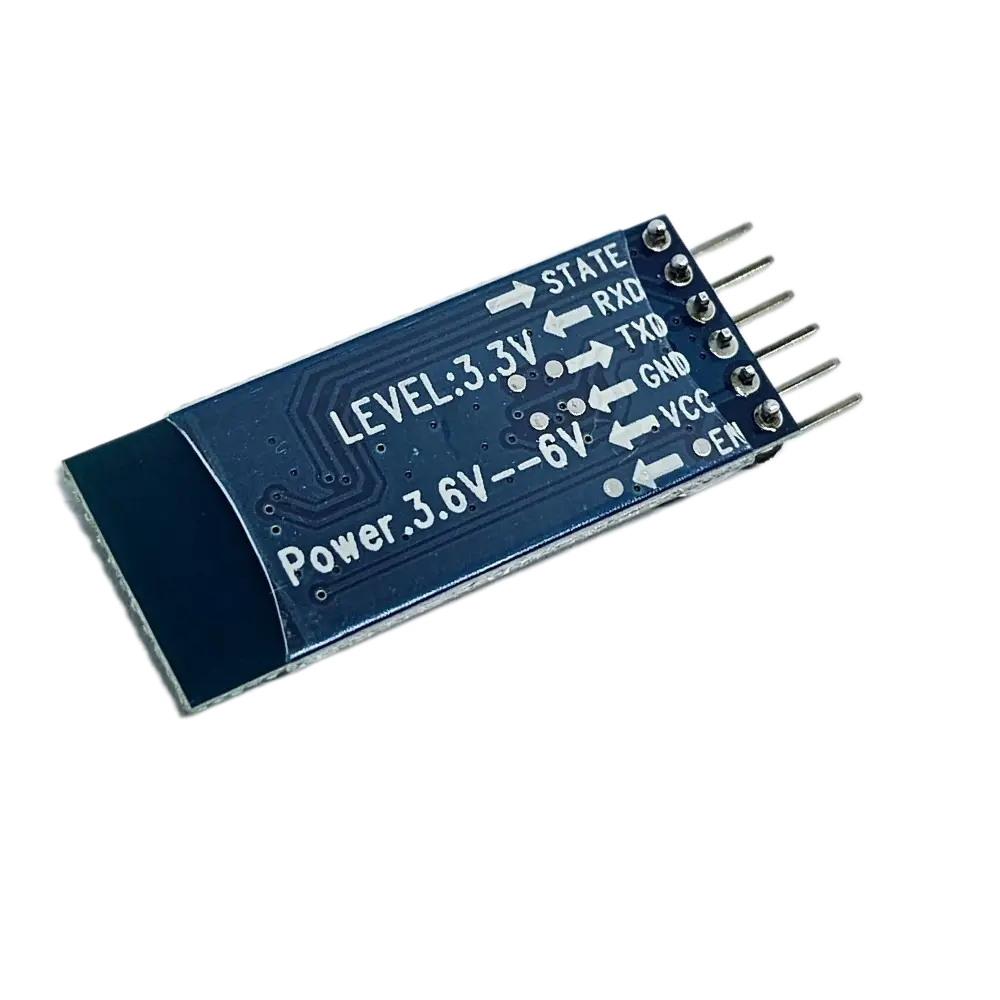 STATE
RXD
TXD
GND
VCC
EN
LEVEL:3.3V
Power.3.6V--6V